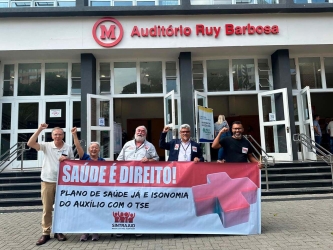 M Auditório Ruy Barbosa
SAÚDE É DIREITO!
PLANO DE SAÚDE JÁ E ISONOMIA
DO AUXÍLIO COM O TSE
SINTRAJUD